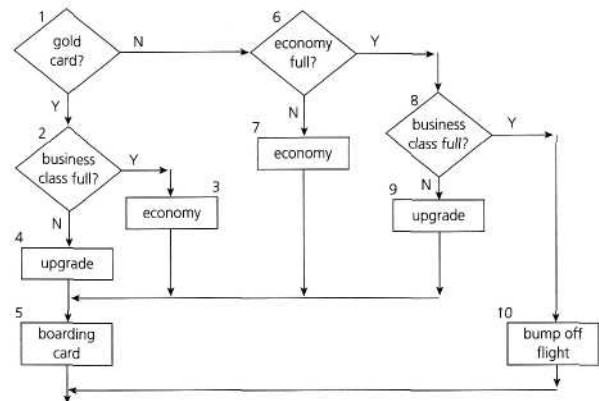 1
gold
card?
N
6
economy
full?
Y
Y
2
business
class full?
Y
N
7
economy
8
business
class full?
Y
3
economy
N
9
upgrade
N
4
upgrade
5
boarding
card
10
bump off
flight